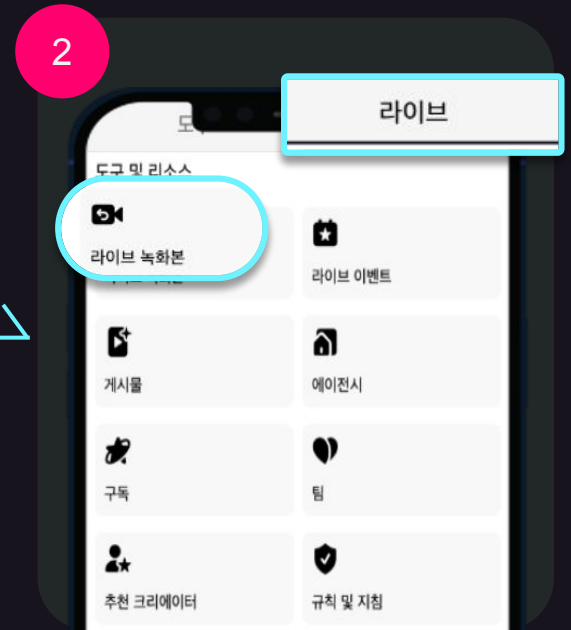 2
라이브
도구 및 리소스
라이브 녹화본
라이브 이벤트
게시물
에이전시
구독
팀
추천 크리에이터
규칙 및 지침